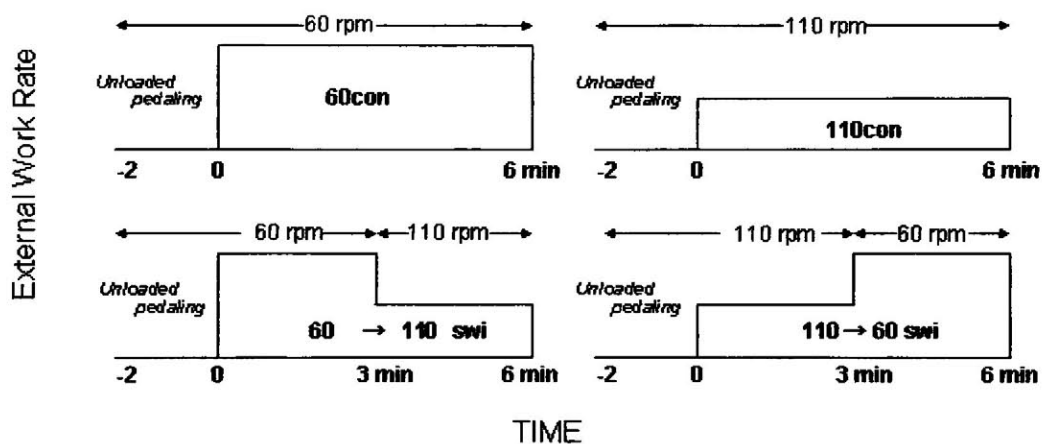 External Work Rate
60 rpm
Unloaded
pedaling
60con
-2 0 6 min
110 rpm
Unloaded
pedaling
110con
-2 0 6 min
60 rpm 110 rpm
Unloaded
pedaling
60 → 110 swi
-2 0 3 min 6 min
110 rpm 60 rpm
Unloaded
pedaling
110 → 60 swi
-2 0 3 min 6 min
TIME